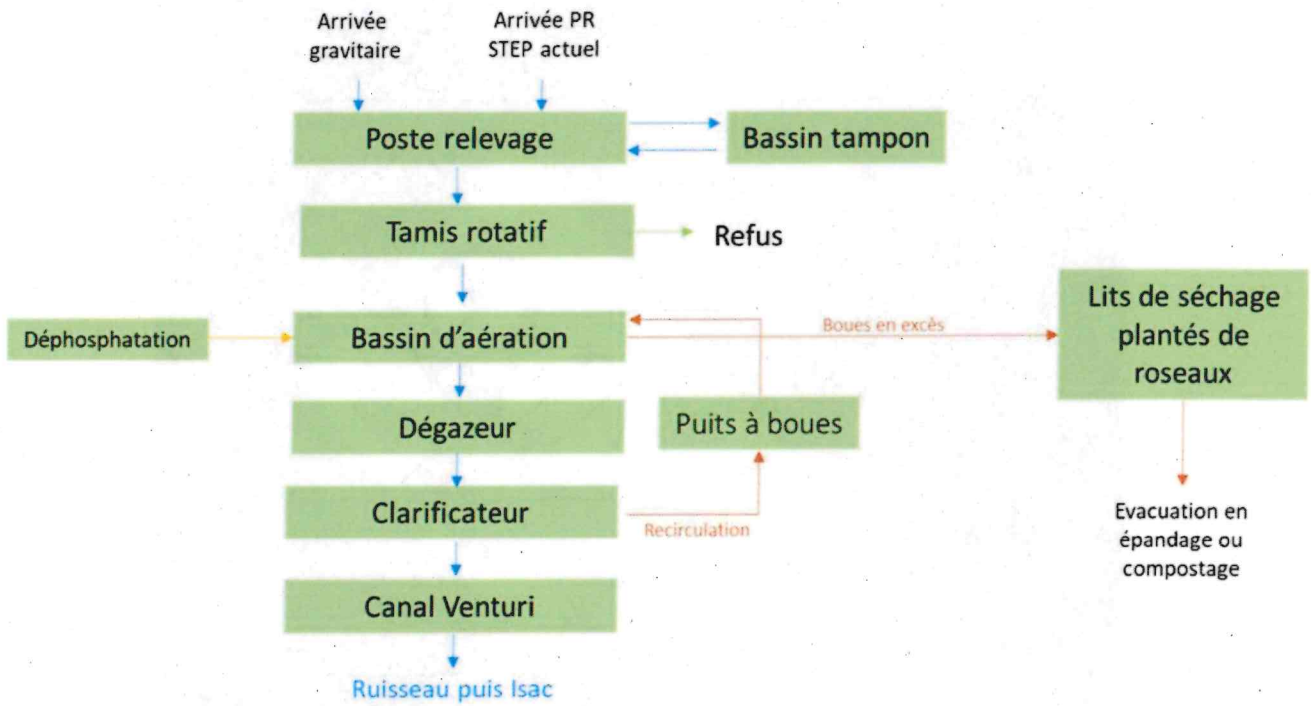 Arrivée
gravitaire
Arrivée PR
STEP actuel
Poste relevage
Bassin tampon
Tamis rotatif
Refus
Déphosphatation
Bassin d'aération
Boues en excès
Lits de séchage
plantés de
roseaux
Dégazeur
Puits à boues
Clarificateur
Recirculation
Evacuation en
épandage ou
compostage
Canal Venturi
Ruisseau puis Isac